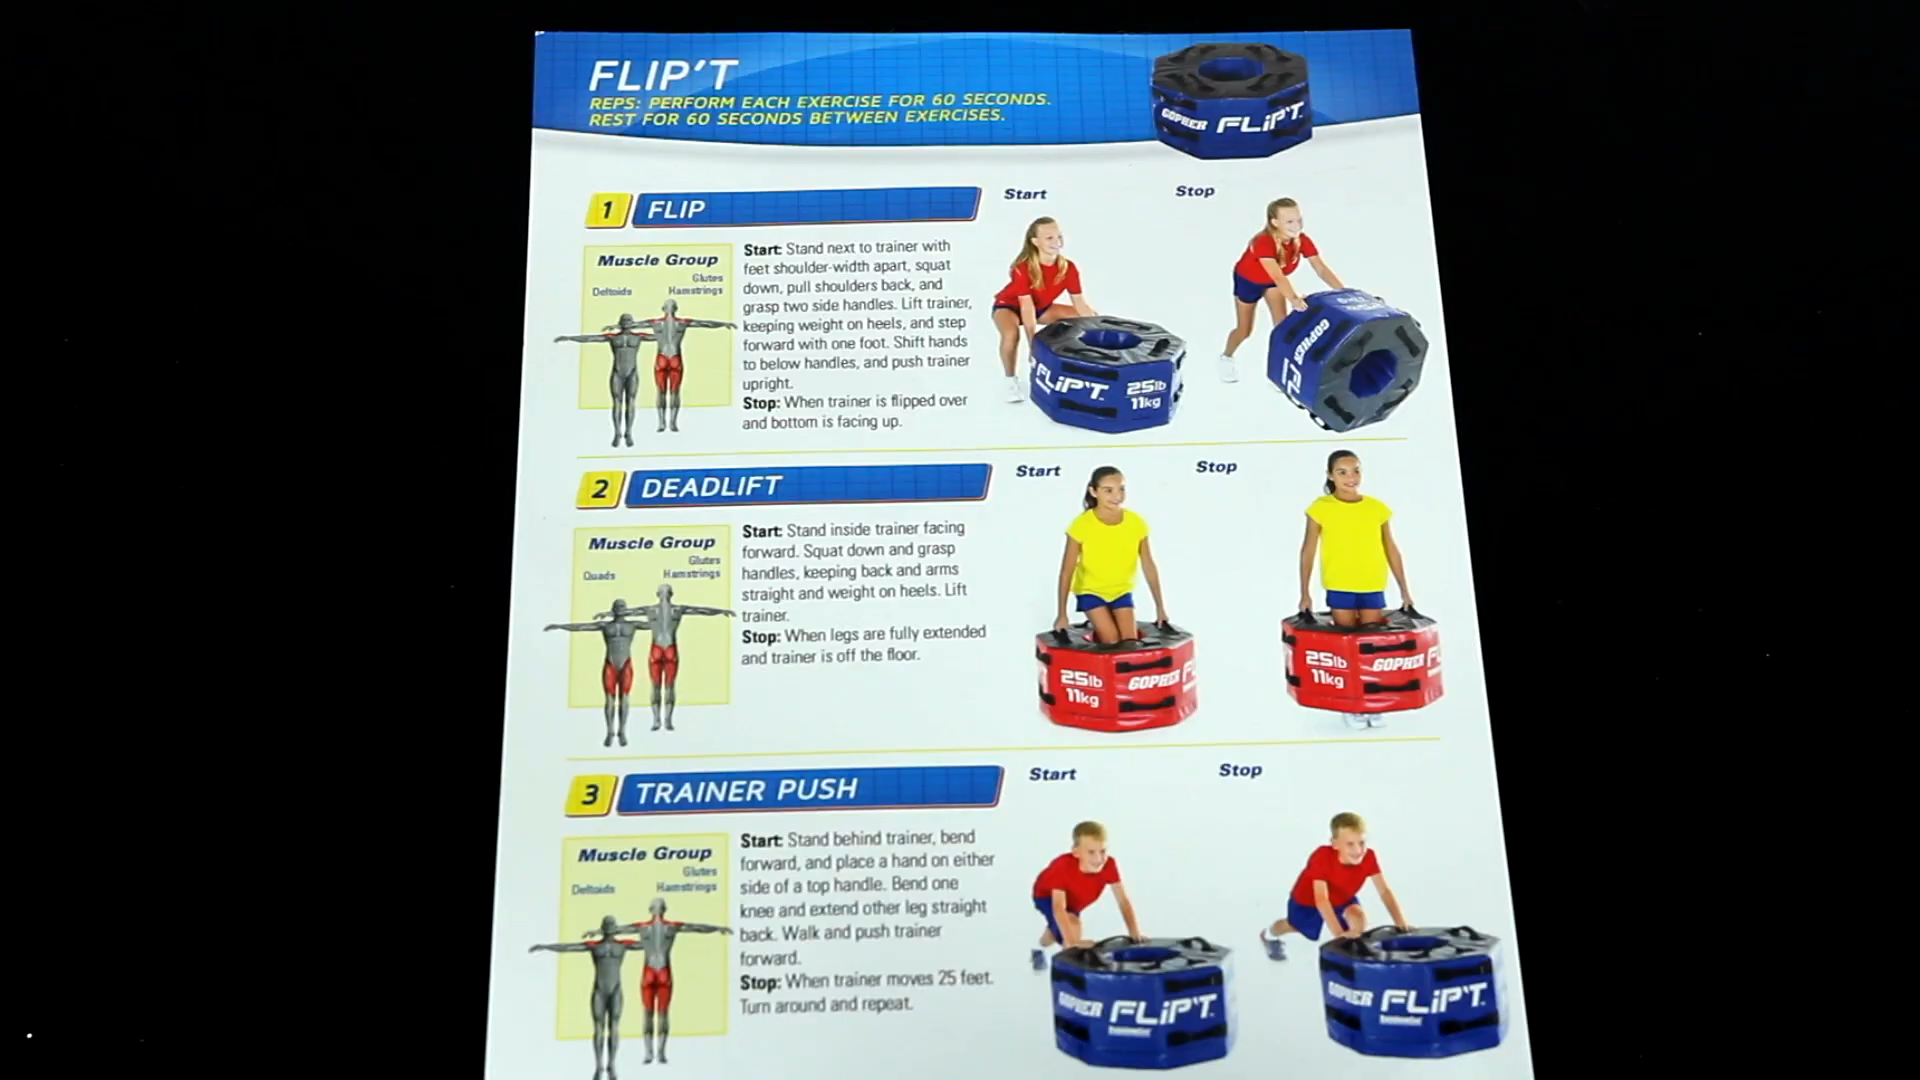 FLIP'T
REPS: PERFORM EACH EXERCISE FOR 60 SECONDS.
REST FOR 60 SECONDS BETWEEN EXERCISES.
GOPHER FLiP'T
1 FLIP
Start
Stop
Muscle Group
Glutes
Deltoids Hamstrings
Start: Stand next to trainer with
feet shoulder-width apart, squat
down, pull shoulders back, and
grasp two side handles. Lift trainer,
keeping weight on heels, and step
forward with one foot. Shift hands
to below handles, and push trainer
upright.
Stop: When trainer is flipped over
and bottom is facing up.
FLiP'T
25lb
11kg
GOPHER
2 DEADLIFT
Start
Stop
Muscle Group
Glutes
Quads Hamstrings
Start: Stand inside trainer facing
forward. Squat down and grasp
handles, keeping back and arms
straight and weight on heels. Lift
trainer.
Stop: When legs are fully extended
and trainer is off the floor.
25lb
11kg
GOPHER
25lb
11kg
GOPHER
3 TRAINER PUSH
Start
Stop
Muscle Group
Glutes
Deltoids Hamstrings
Start: Stand behind trainer, bend
forward, and place a hand on either
side of a top handle. Bend one
knee and extend other leg straight
back. Walk and push trainer
forward.
Stop: When trainer moves 25 feet.
Turn around and repeat.
GOPHER FLiP'T
GOPHER FLiP'T